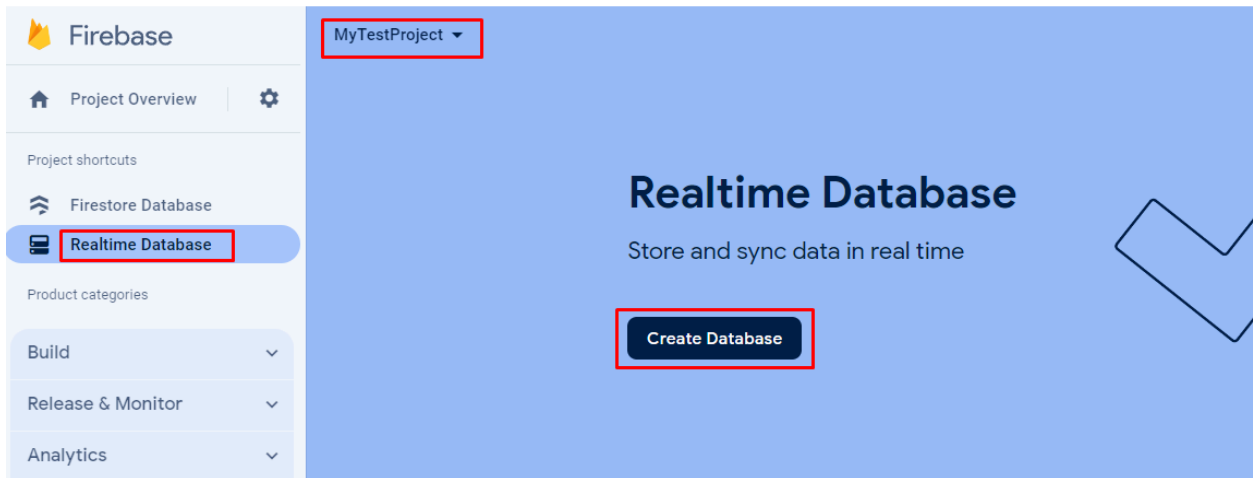 Firebase
MyTestProject
Project Overview
Project shortcuts
Firestore Database
Realtime Database
Product categories
Build
Release & Monitor
Analytics
Realtime Database
Store and sync data in real time
Create Database